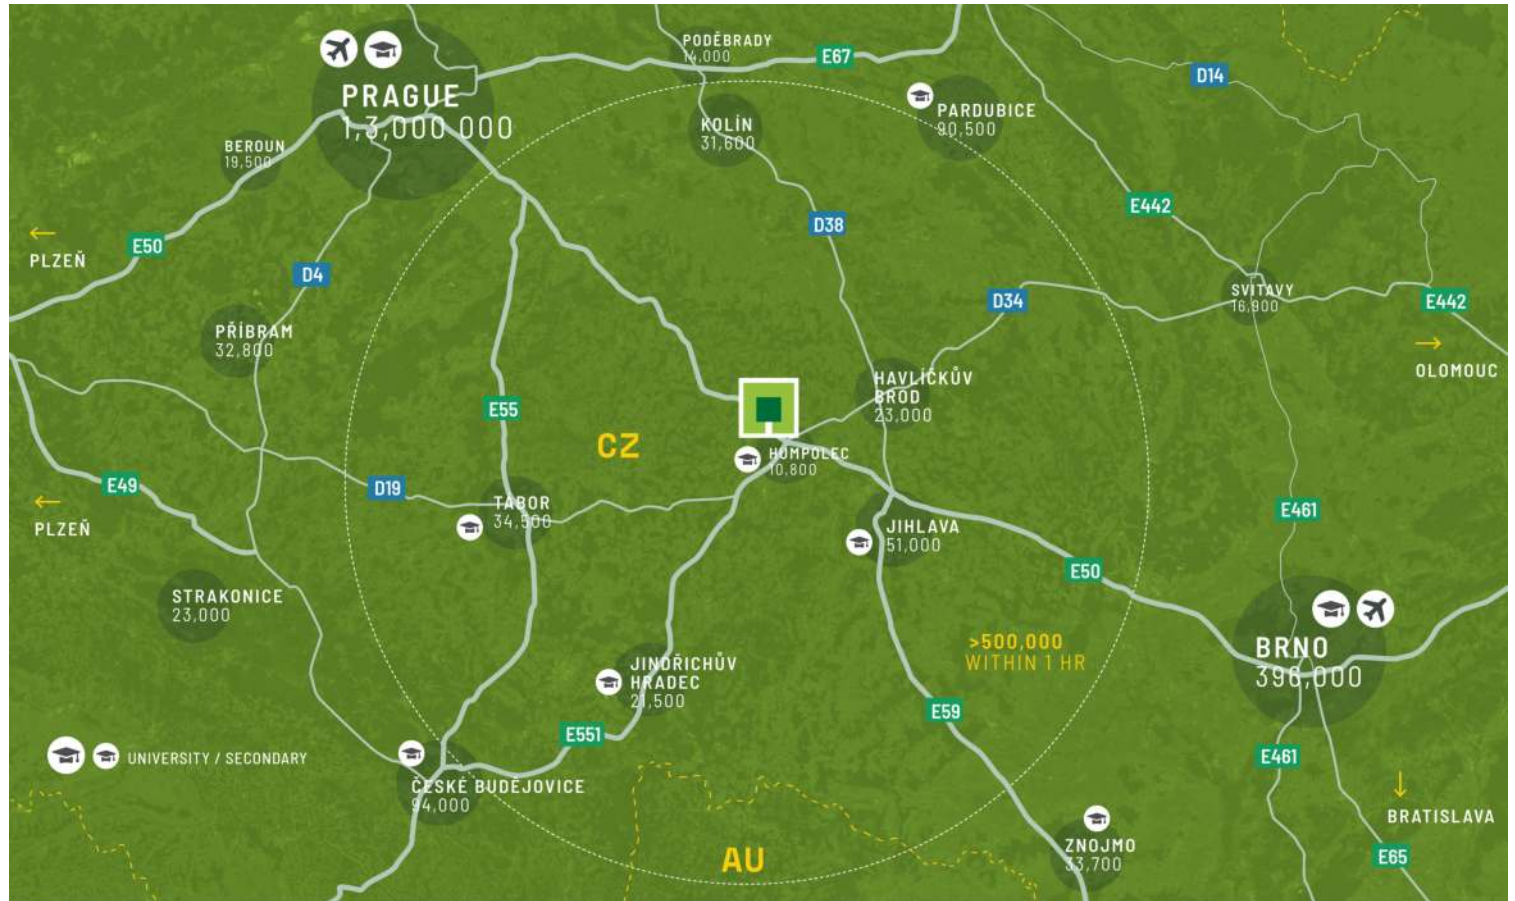 PODĚBRADY
14,000
E67
D14
PRAGUE
1,3,000 000
PARDUBICE
90,500
KOLÍN
31,600
BEROUN
19,500
E442
D38
E50
PLZEŇ
D4
SVITAVY
16,900
D34
E442
PŘÍBRAM
32,800
OLOMOUC
HAVLÍČKŮV
BROD
23,000
E55
CZ
HUMPOLEC
10,800
E49
D19
TÁBOR
34,500
E461
PLZEŇ
JIHLAVA
51,000
E50
STRAKONICE
23,000
>500,000
WITHIN 1 HR
BRNO
396,000
JINDŘICHŮV
HRADEC
21,500
E59
E551
UNIVERSITY / SECONDARY
E461
ČESKÉ BUDĚJOVICE
94,000
BRATISLAVA
AU
ZNOJMO
33,700
E65